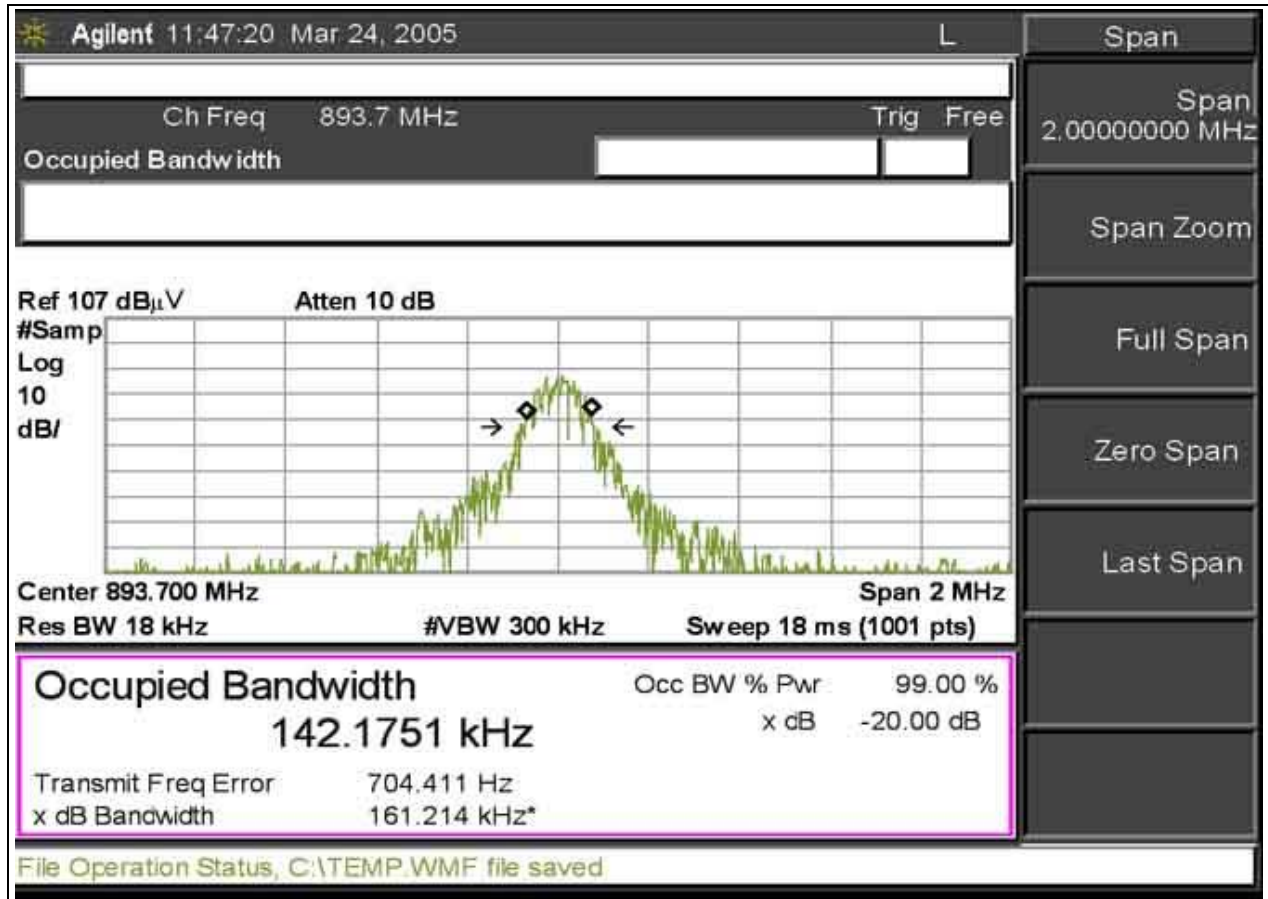 Agilent 11:47:20 Mar 24, 2005 L
Ch Freq 893.7 MHz Trig Free
Occupied Bandwidth
Ref 107 dBµV Atten 10 dB
#Samp
Log
10
dB/
Center 893.700 MHz Span 2 MHz
Res BW 18 kHz #VBW 300 kHz Sweep 18 ms (1001 pts)
Occupied Bandwidth Occ BW % Pwr 99.00 %
142.1751 kHz x dB -20.00 dB
Transmit Freq Error 704.411 Hz
x dB Bandwidth 161.214 kHz*
File Operation Status, C:\TEMP.WMF file saved
Span
Span
2.00000000 MHz
Span Zoom
Full Span
Zero Span
Last Span